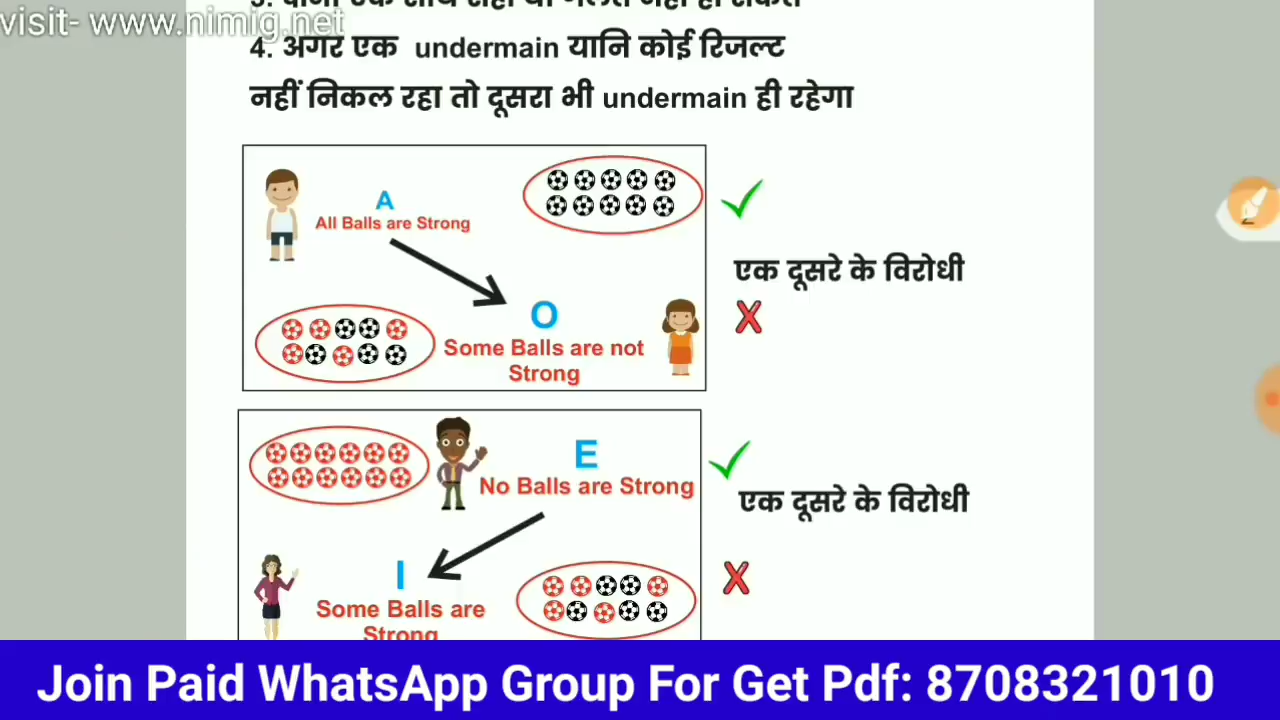 visit- www.nimig.net
4. अगर एक undermain यानि कोई रिजल्ट
नहीं निकल रहा तो दूसरा भी undermain ही रहेगा
A
All Balls are Strong
एक दूसरे के विरोधी
O
Some Balls are not
Strong
E
No Balls are Strong
एक दूसरे के विरोधी
I
Some Balls are
Strong
Join Paid WhatsApp Group For Get Pdf: 8708321010